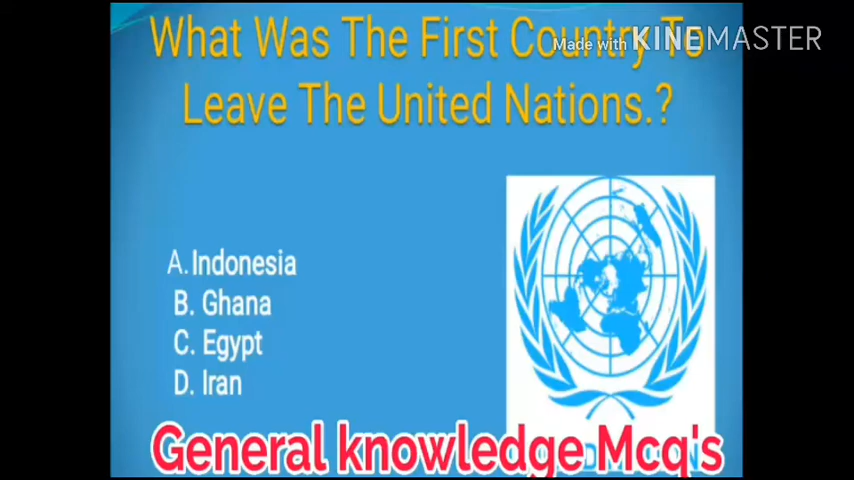 What Was The First Country To
Made with KINEMASTER
Leave The United Nations.?
A. Indonesia
B. Ghana
C. Egypt
D. Iran
General knowledge Mcq's